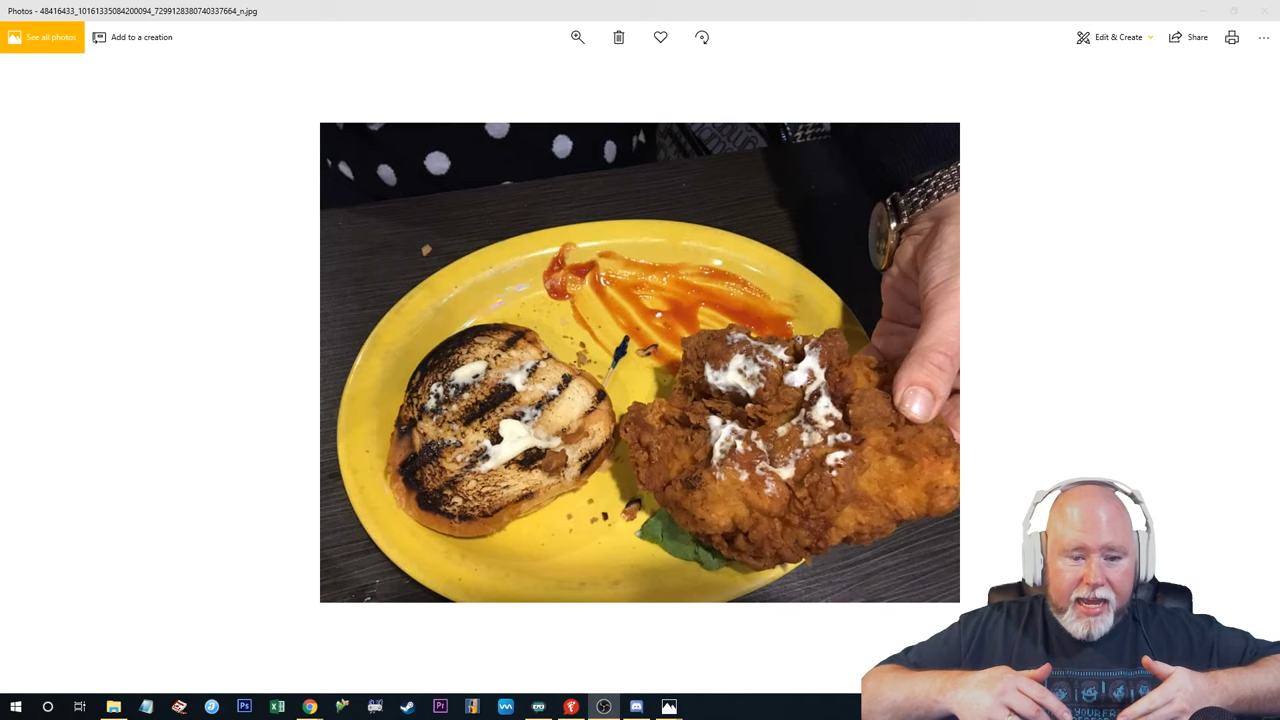 Photos - 48416433_10161335084200094_7299128380740337664_n.jpg
See all photos
Add to a creation
Edit & Create
Share